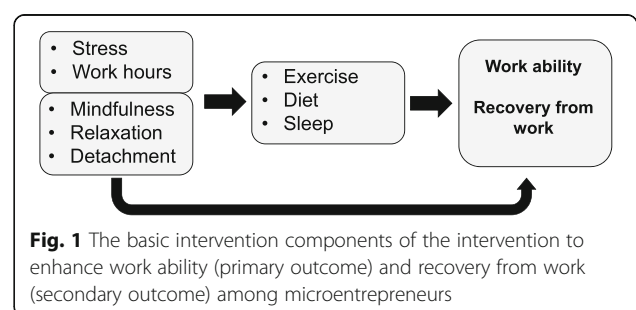 • Stress
• Work hours
• Mindfulness
• Relaxation
• Detachment
• Exercise
• Diet
• Sleep
Work ability
Recovery from
work
Fig. 1 The basic intervention components of the intervention to
enhance work ability (primary outcome) and recovery from work
(secondary outcome) among microentrepreneurs